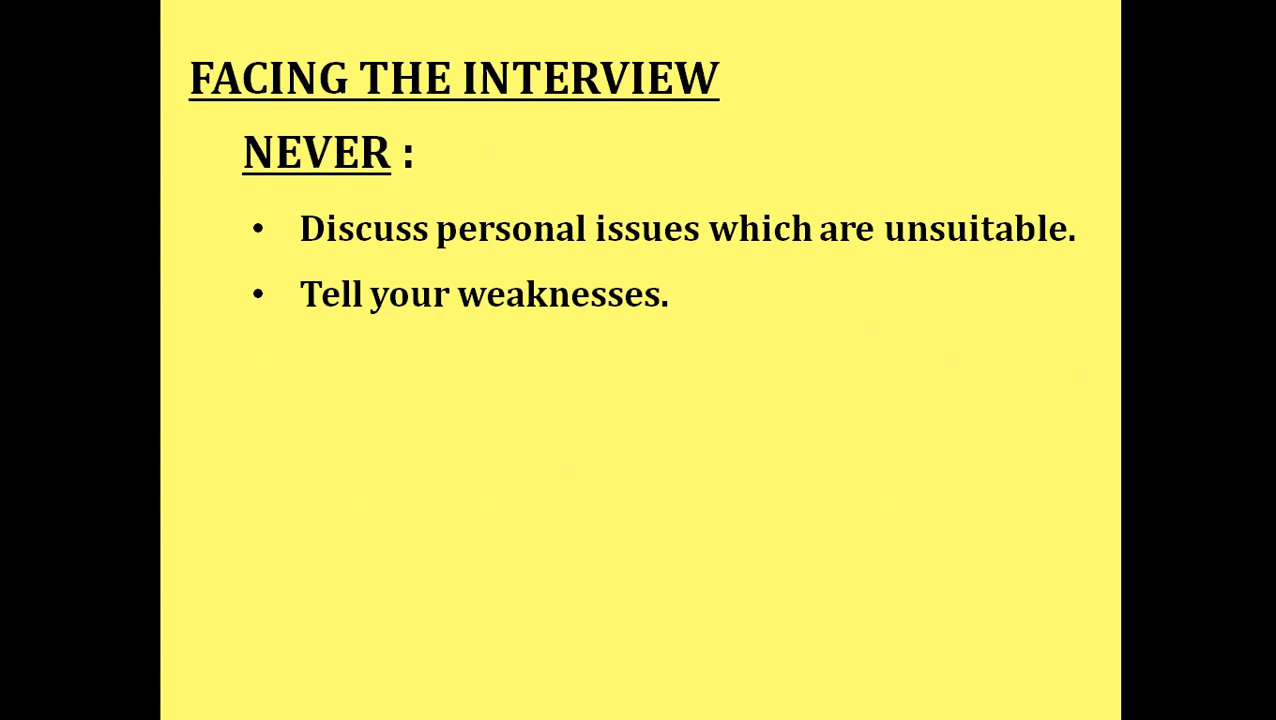 FACING THE INTERVIEW
NEVER :
• Discuss personal issues which are unsuitable.
• Tell your weaknesses.